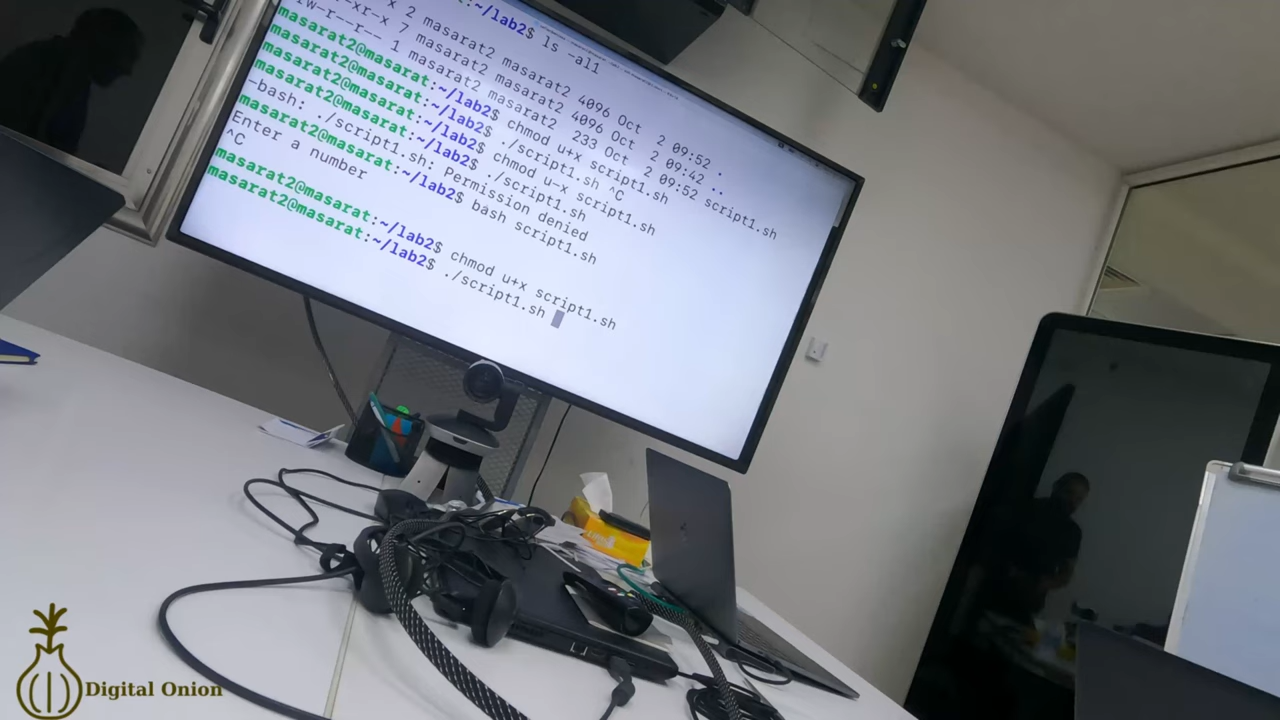 :~/lab2$ ls -all
x 2 masarat2 masarat2 4096 Oct 2 09:52 .
-xr-x 7 masarat2 masarat2 4096 Oct 2 09:42 ..
rw-r--r-- 1 masarat2 masarat2 233 Oct 2 09:52 script1.sh
masarat2@masarat:~/lab2$ chmod u+x script1.sh
masarat2@masarat:~/lab2$ ./script1.sh ^C
masarat2@masarat:~/lab2$ chmod u-x script1.sh
masarat2@masarat:~/lab2$ ./script1.sh
-bash: ./script1.sh: Permission denied
masarat2@masarat:~/lab2$ bash script1.sh
Enter a number
^C
masarat2@masarat:~/lab2$ chmod u+x script1.sh
masarat2@masarat:~/lab2$ ./script1.sh
Digital Onion